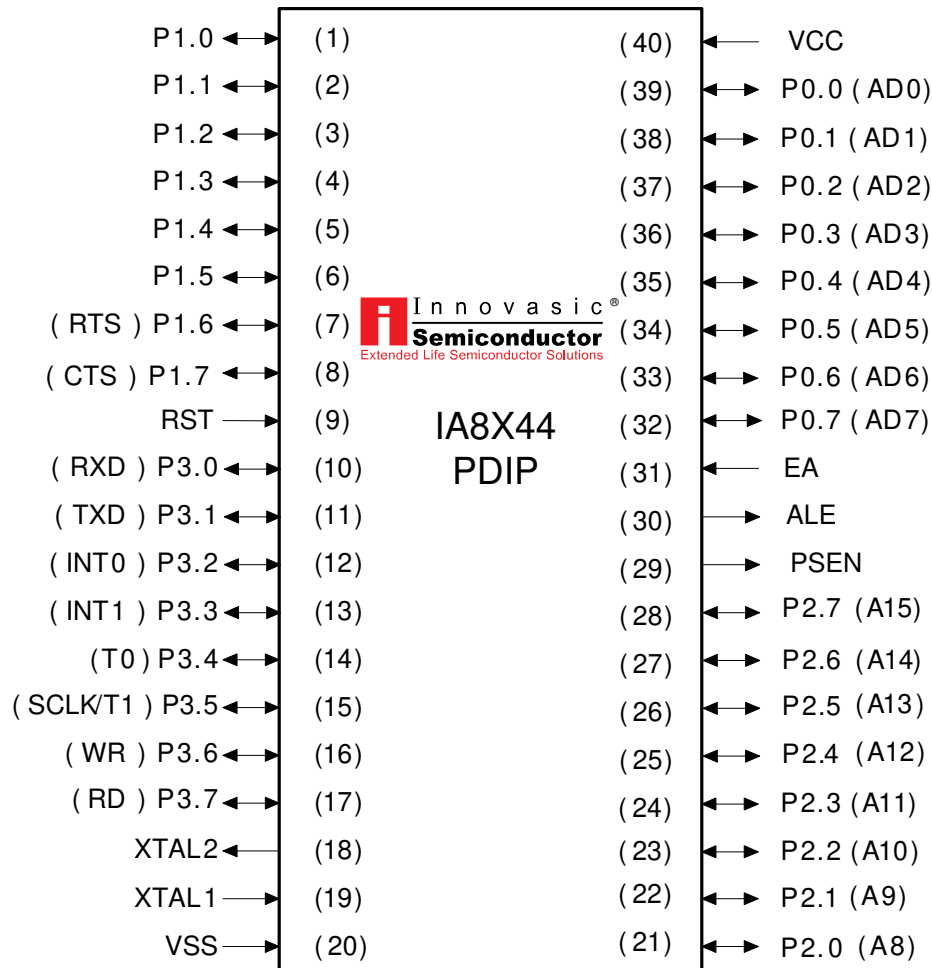 P1.0 (1) (40) VCC
P1.1 (2) (39) P0.0 (AD0)
P1.2 (3) (38) P0.1 (AD1)
P1.3 (4) (37) P0.2 (AD2)
P1.4 (5) (36) P0.3 (AD3)
P1.5 (6) (35) P0.4 (AD4)
Innovasic®
(RTS) P1.6 (7) (34) P0.5 (AD5)
Semiconductor
Extended Life Semiconductor Solutions
(CTS) P1.7 (8) (33) P0.6 (AD6)
RST (9) IA8X44 (32) P0.7 (AD7)
(RXD) P3.0 (10) PDIP (31) EA
(TXD) P3.1 (11) (30) ALE
(INT0) P3.2 (12) (29) PSEN
(INT1) P3.3 (13) (28) P2.7 (A15)
(T0) P3.4 (14) (27) P2.6 (A14)
(SCLK/T1) P3.5 (15) (26) P2.5 (A13)
(WR) P3.6 (16) (25) P2.4 (A12)
(RD) P3.7 (17) (24) P2.3 (A11)
XTAL2 (18) (23) P2.2 (A10)
XTAL1 (19) (22) P2.1 (A9)
VSS (20) (21) P2.0 (A8)